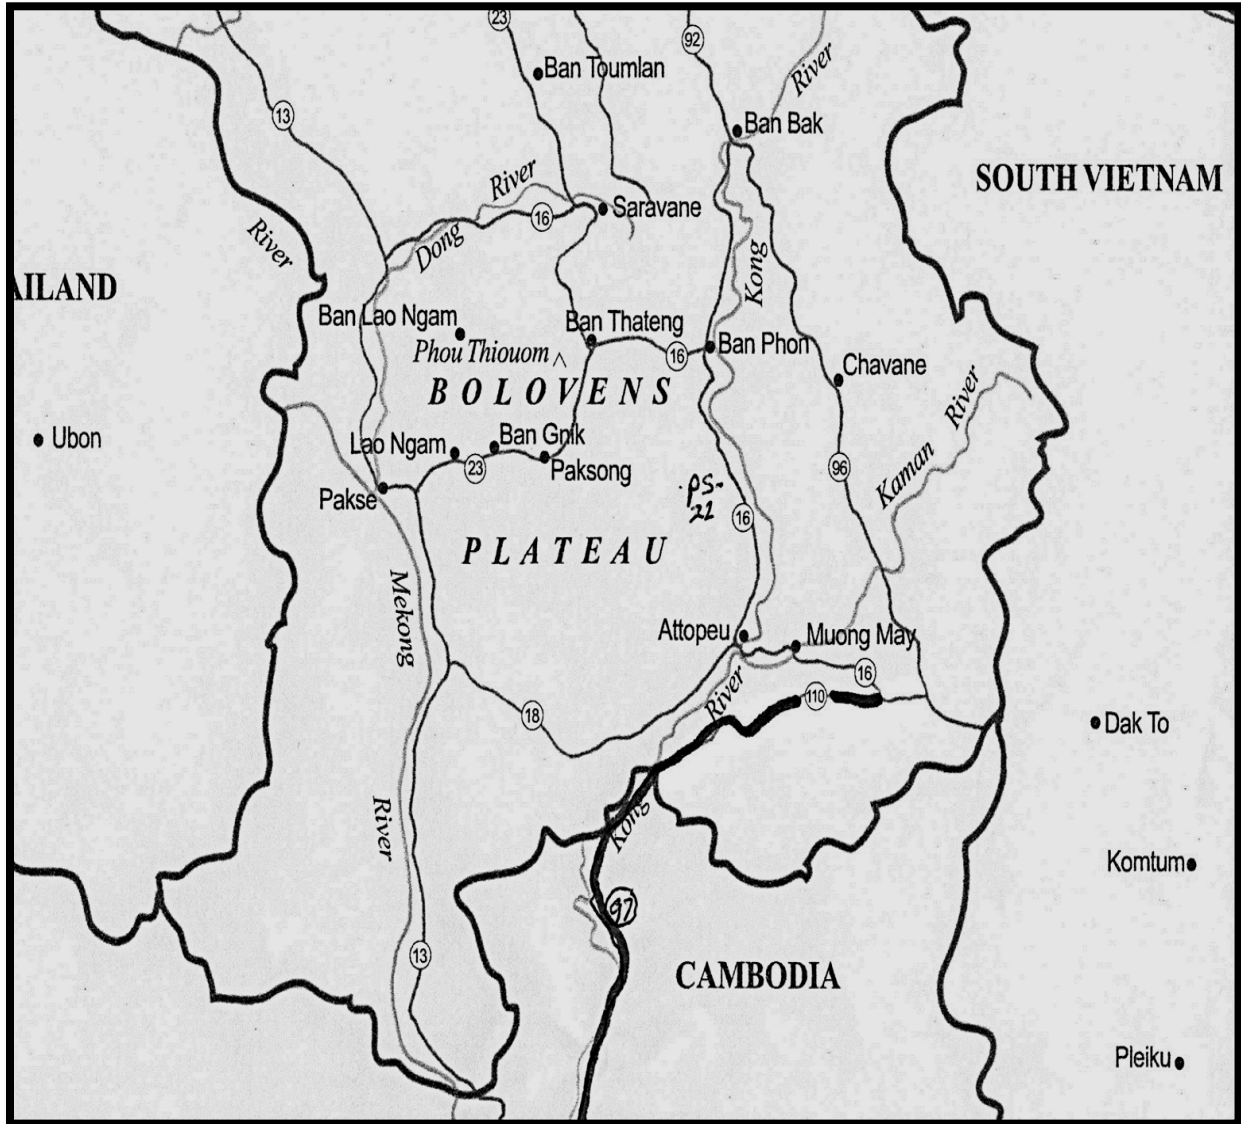 23
92
Ban Toumlan
River
13
Ban Bak
SOUTH VIETNAM
River
Saravane
16
River
Dong
Kong
AILAND
Ban Lao Ngam
Ban Thateng
Phou Thiouom ^
16
Ban Phon
Chavane
BOLOVENS
River
Ubon
Lao Ngam
Ban Gnik
23
Paksong
96
Kaman
Pakse
.PS-
22
16
PLATEAU
Mekong
Attopeu
Muong May
16
River
110
18
Dak To
River
Kong
Komtum
97
13
CAMBODIA
Pleiku